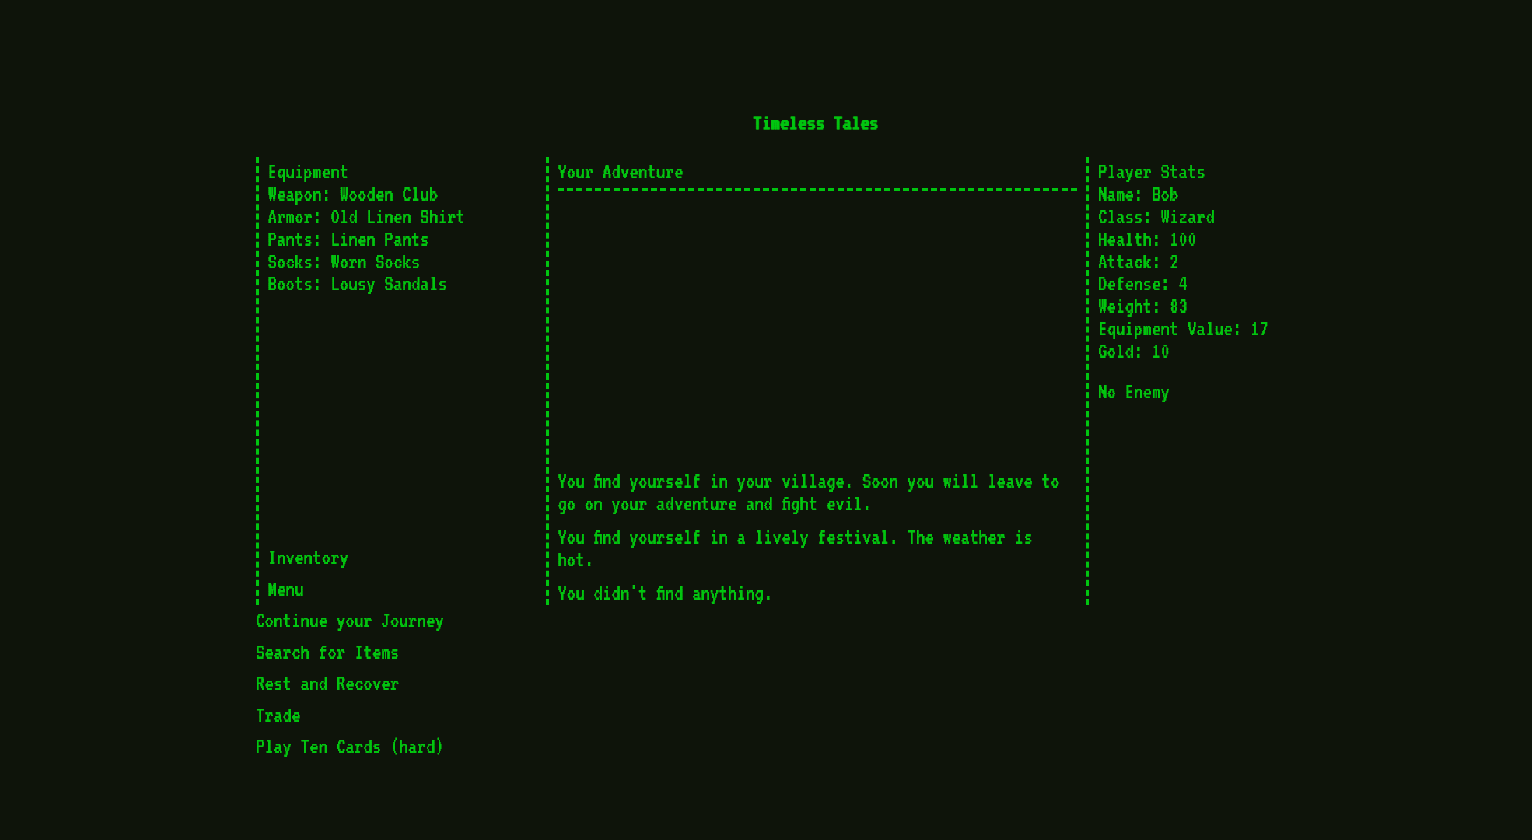 Timeless Tales
Equipment
Weapon: Wooden Club
Armor: Old Linen Shirt
Pants: Linen Pants
Socks: Worn Socks
Boots: Lousy Sandals
Inventory
Menu
Your Adventure
You find yourself in your village. Soon you will leave to
go on your adventure and fight evil.
You find yourself in a lively festival. The weather is
hot.
You didn't find anything.
Player Stats
Name: Bob
Class: Wizard
Health: 100
Attack: 2
Defense: 4
Weight: 83
Equipment Value: 17
Gold: 10
No Enemy
Continue your Journey
Search for Items
Rest and Recover
Trade
Play Ten Cards (hard)